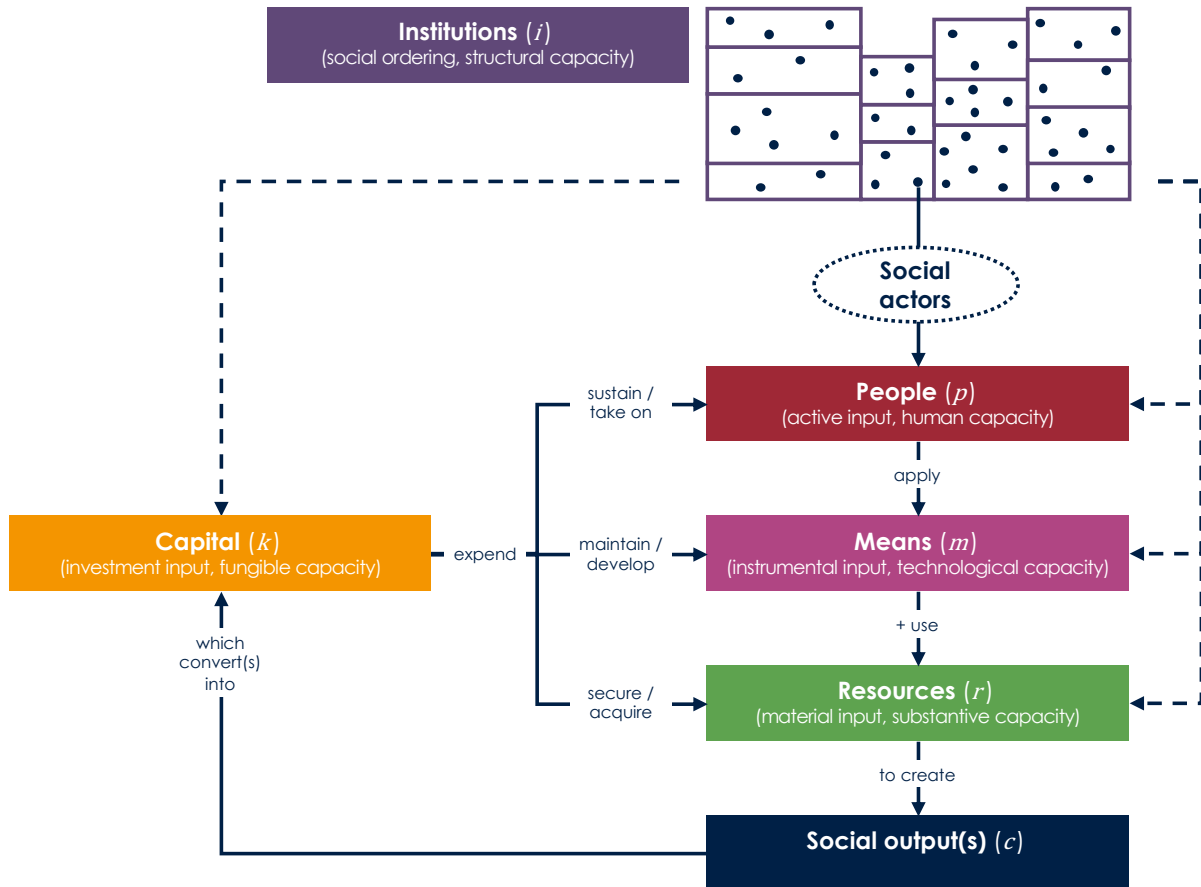 Institutions (i)
(social ordering, structural capacity)
Social
actors
sustain /
take on
People (p)
(active input, human capacity)
apply
Capital (k)
(investment input, fungible capacity)
expend
maintain /
develop
Means (m)
(instrumental input, technological capacity)
+ use
which
convert(s)
into
secure /
acquire
Resources (r)
(material input, substantive capacity)
to create
Social output(s) (c)